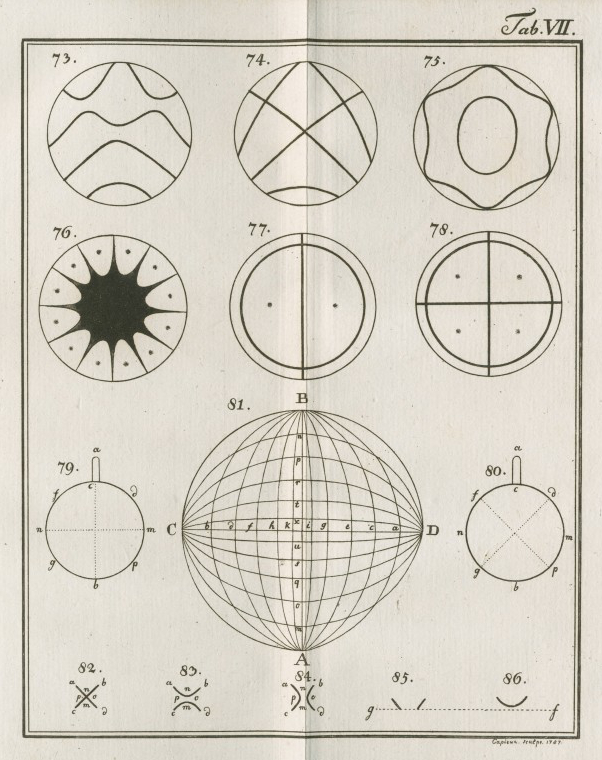 Tab. VII.
73. 74. 75.
76. 77. 78.
81. B
79. a 80. a
c c
f d f d
n p r t
n m n m
C b d f h k x i g e c a D
u s q o m
g p g p
b b
A
82. 83. 84. 85. 86.
a b a b a b
n n n
p o p o p o
m m m
c d c d c d
g f
Capieux. sculps. 1787.